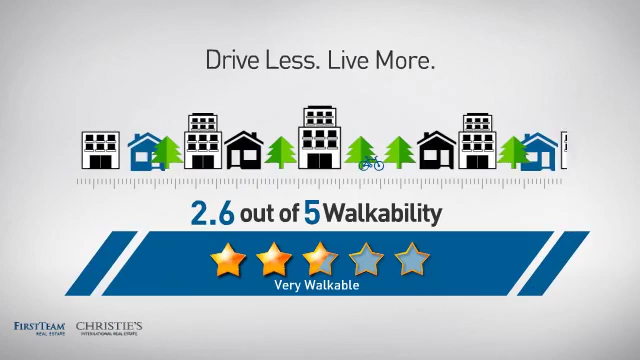 Drive Less. Live More.
2.6 out of 5 Walkability
Very Walkable
FIRST TEAM
REAL ESTATE
CHRISTIE'S
INTERNATIONAL REAL ESTATE